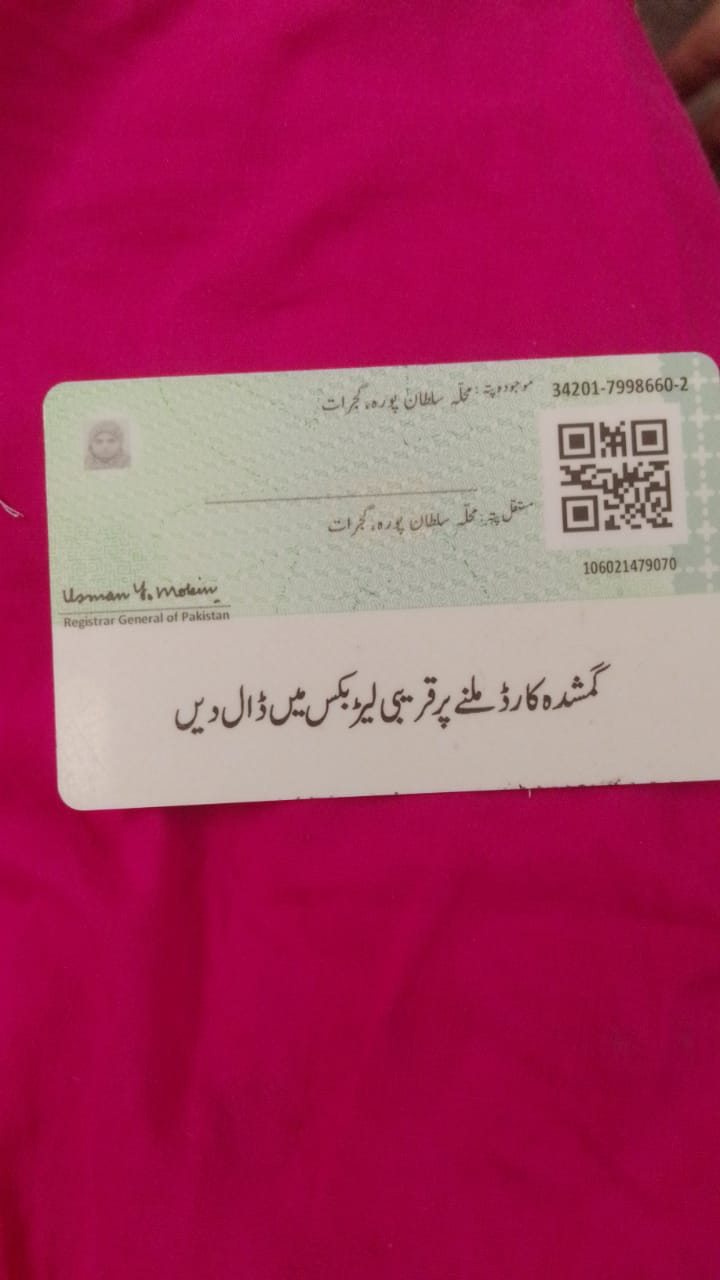 موجودہ پتہ: محلہ سلطان پورہ، گجرات
34201-7998660-2
مستقل پتہ: محلہ سلطان پورہ، گجرات
106021479070
Usman Y. Mobin
Registrar General of Pakistan
گمشدہ کارڈ ملنے پر قریبی لیٹر بکس میں ڈال دیں